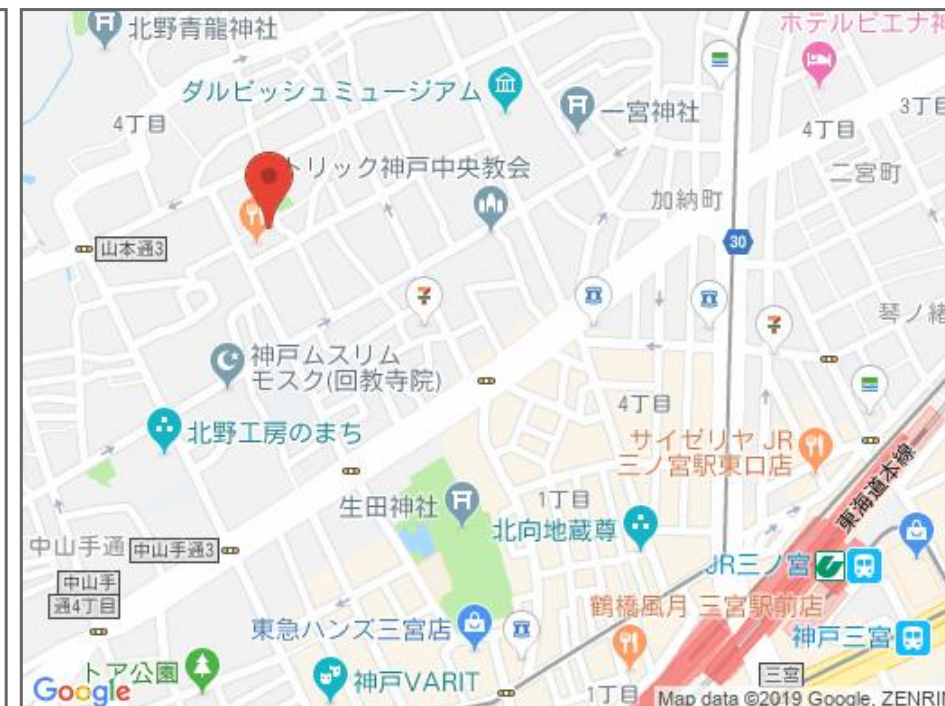 北野青龍神社
ホテルピエナ神
ダルビッシュミュージアム
一宮神社
4丁目
4丁目
3丁目
トリック神戸中央教会
二宮町
加納町
山本通3
30
7
7
琴ノ緒
神戸ムスリム
モスク(回教寺院)
4丁目
北野工房のまち
サイゼリヤ JR
三ノ宮駅東口店
東海道本線
生田神社
1丁目
北向地蔵尊
中山手通
中山手通3
JR三ノ宮
中山手
通4丁目
鶴橋風月 三宮駅前店
東急ハンズ三宮店
神戸三宮
トア公園
神戸VARIT
三宮
1丁目
Google
Map data ©2019 Google, ZENRIN